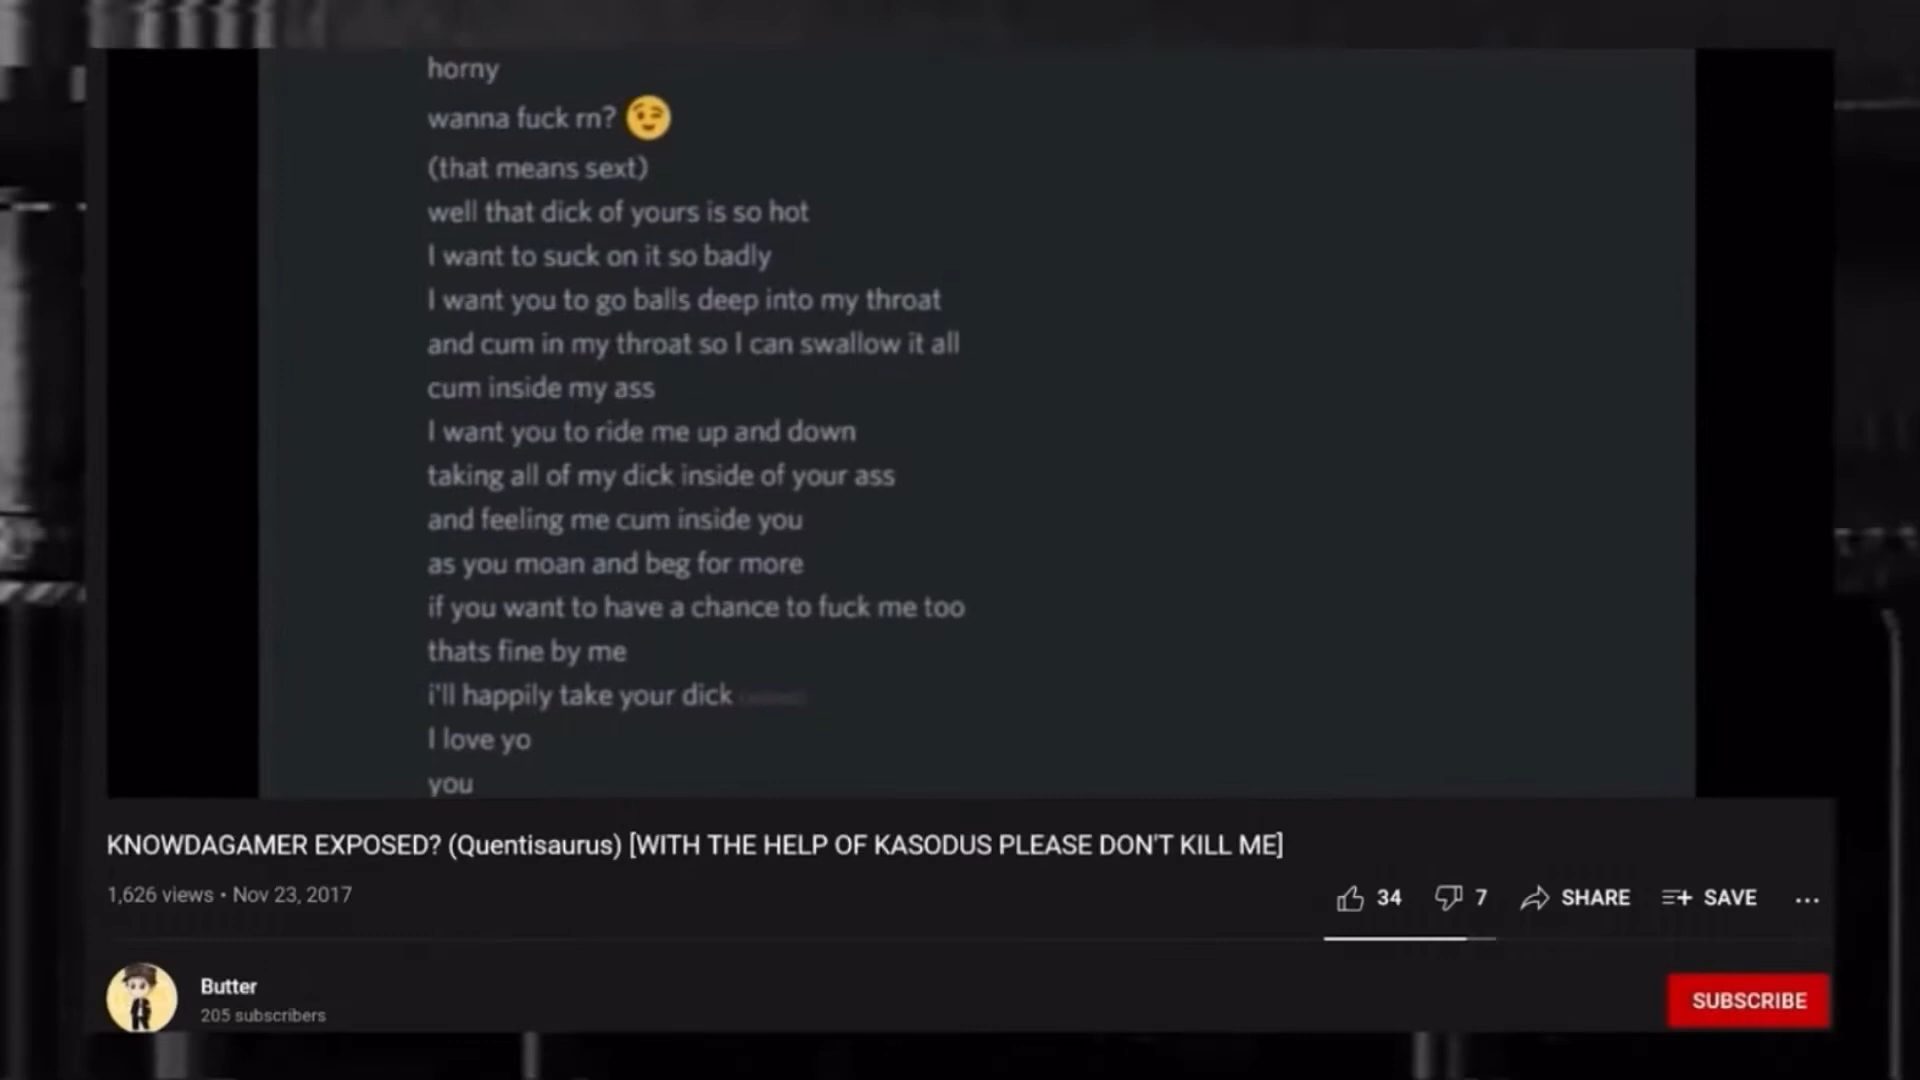 horny
wanna fuck rn? 😉
(that means sext)
well that dick of yours is so hot
I want to suck on it so badly
I want you to go balls deep into my throat
and cum in my throat so I can swallow it all
cum inside my ass
I want you to ride me up and down
taking all of my dick inside of your ass
and feeling me cum inside you
as you moan and beg for more
if you want to have a chance to fuck me too
thats fine by me
i'll happily take your dick
I love yo
you
KNOWDAGAMER EXPOSED? (Quentisaurus) [WITH THE HELP OF KASODUS PLEASE DON'T KILL ME]
1,626 views • Nov 23, 2017
34 7 SHARE SAVE ...
Butter
205 subscribers
SUBSCRIBE